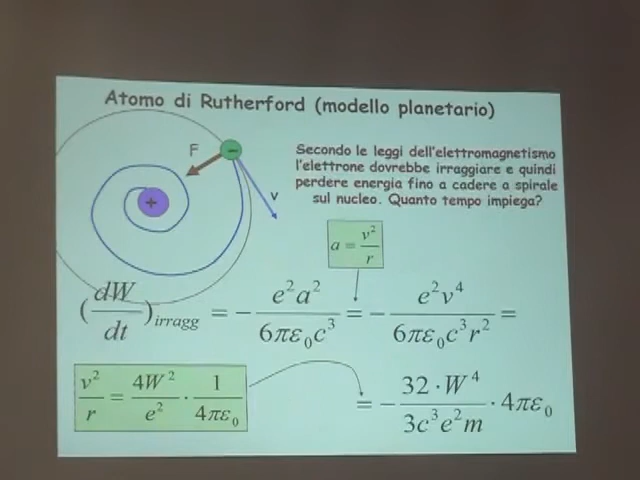 Atomo di Rutherford (modello planetario)
F
−
+
v
Secondo le leggi dell'elettromagnetismo
l'elettrone dovrebbe irraggiare e quindi
perdere energia fino a cadere a spirale
sul nucleo. Quanto tempo impiega?
a = v²/r
(dW/dt)irragg = − e²a²/6πε₀c³ = − e²v⁴/6πε₀c³r² =
v²/r = 4W²/e² · 1/4πε₀
= − 32·W⁴/3c³e²m · 4πε₀